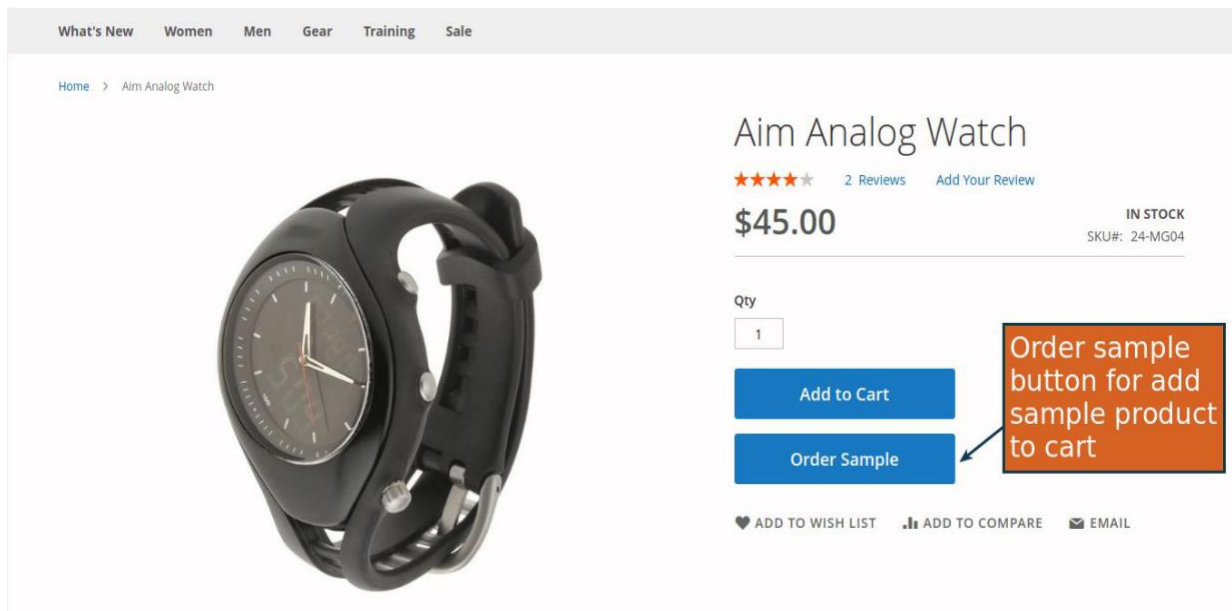 What's New Women Men Gear Training Sale
Home > Aim Analog Watch
Aim Analog Watch
2 Reviews Add Your Review
$45.00
IN STOCK
SKU#: 24-MG04
Qty
1
Add to Cart
Order Sample
Order sample
button for add
sample product
to cart
ADD TO WISH LIST ADD TO COMPARE EMAIL